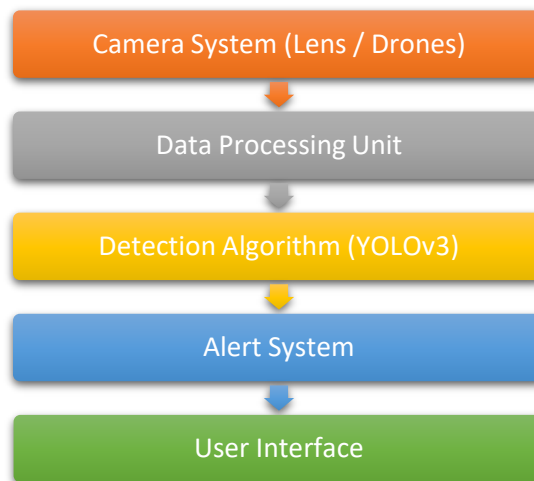 Camera System (Lens / Drones)
Data Processing Unit
Detection Algorithm (YOLOv3)
Alert System
User Interface